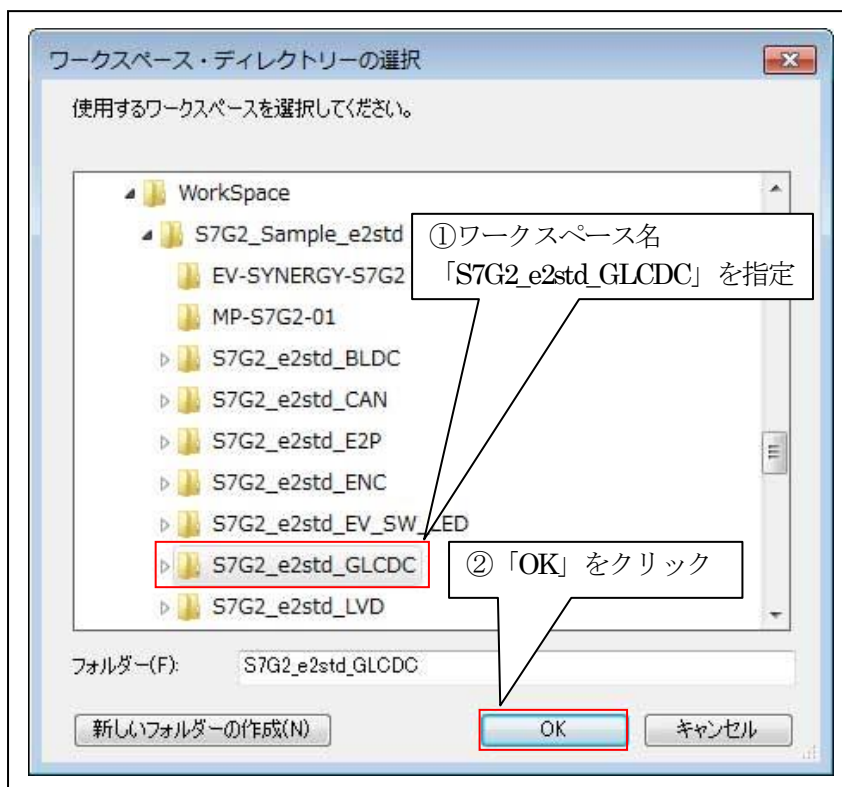 ワークスペース・ディレクトリーの選択
使用するワークスペースを選択してください。
WorkSpace
S7G2_Sample_e2std
①ワークスペース名
「S7G2_e2std_GLCDC」を指定
EV-SYNERGY-S7G2
MP-S7G2-01
S7G2_e2std_BLDC
S7G2_e2std_CAN
S7G2_e2std_E2P
S7G2_e2std_ENC
S7G2_e2std_EV_SW_LED
S7G2_e2std_GLCDC
②「OK」をクリック
S7G2_e2std_LVD
フォルダー(F): S7G2_e2std_GLCDC
新しいフォルダーの作成(N) OK キャンセル